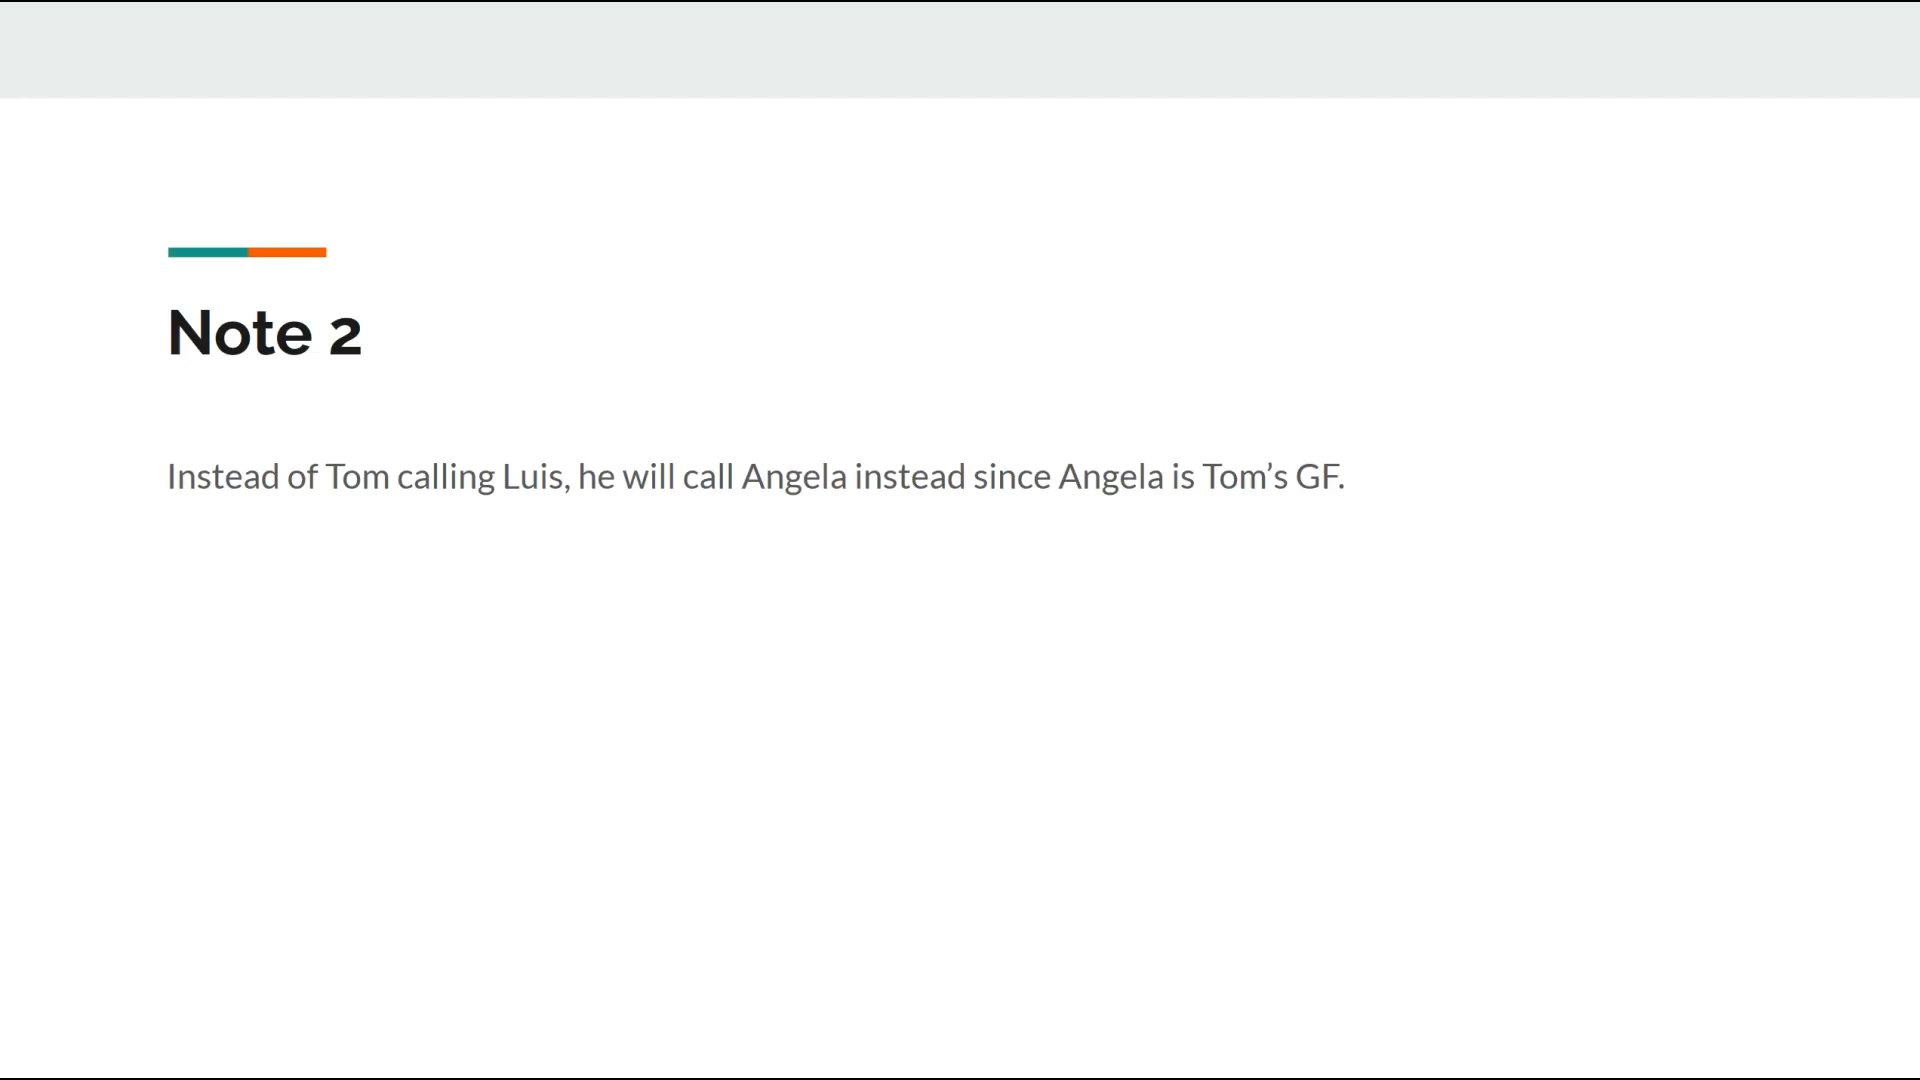 Note 2
Instead of Tom calling Luis, he will call Angela instead since Angela is Tom’s GF.